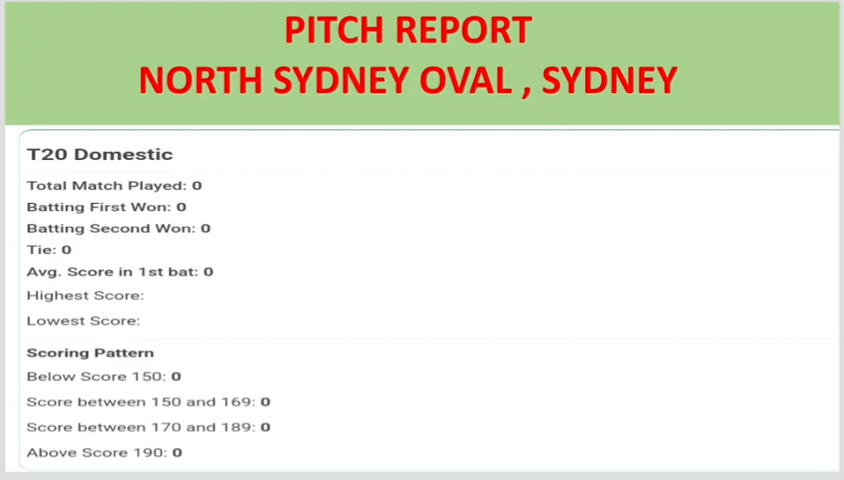 PITCH REPORT
NORTH SYDNEY OVAL , SYDNEY
T20 Domestic
Total Match Played: 0
Batting First Won: 0
Batting Second Won: 0
Tie: 0
Avg. Score in 1st bat: 0
Highest Score:
Lowest Score:
Scoring Pattern
Below Score 150: 0
Score between 150 and 169: 0
Score between 170 and 189: 0
Above Score 190: 0